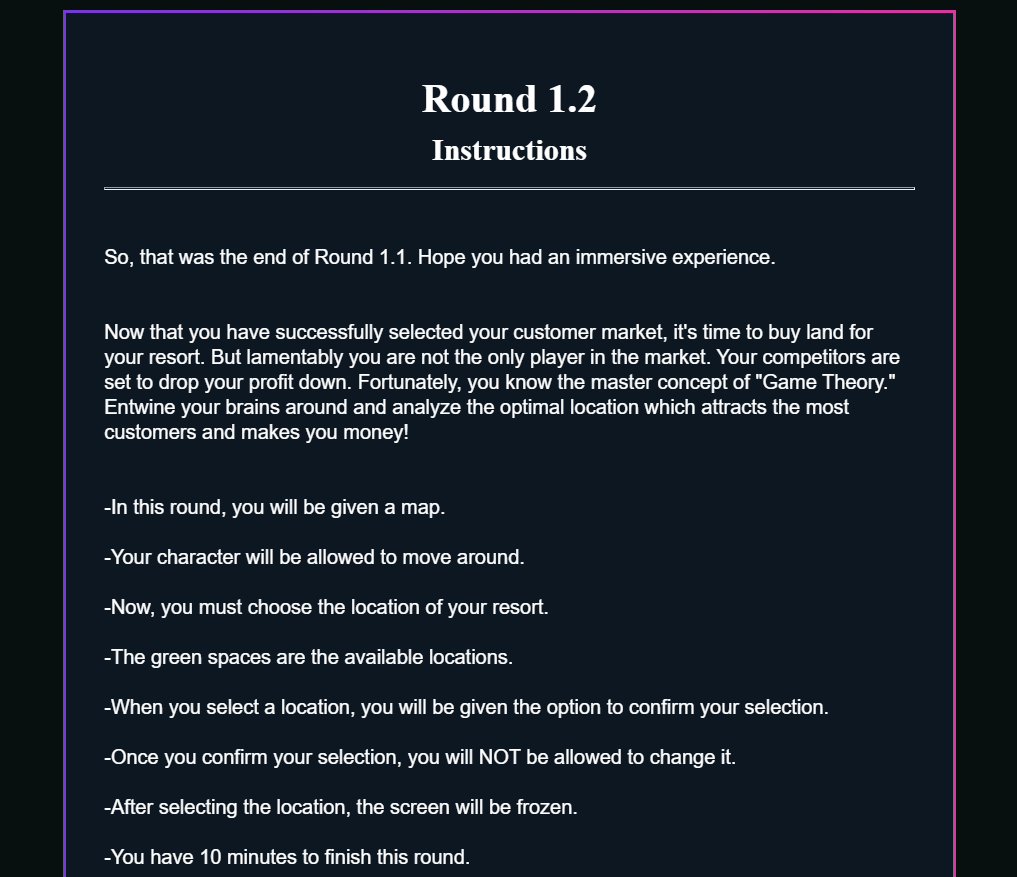 Round 1.2
Instructions
So, that was the end of Round 1.1. Hope you had an immersive experience.
Now that you have successfully selected your customer market, it's time to buy land for
your resort. But lamentably you are not the only player in the market. Your competitors are
set to drop your profit down. Fortunately, you know the master concept of "Game Theory."
Entwine your brains around and analyze the optimal location which attracts the most
customers and makes you money!
-In this round, you will be given a map.
-Your character will be allowed to move around.
-Now, you must choose the location of your resort.
-The green spaces are the available locations.
-When you select a location, you will be given the option to confirm your selection.
-Once you confirm your selection, you will NOT be allowed to change it.
-After selecting the location, the screen will be frozen.
-You have 10 minutes to finish this round.